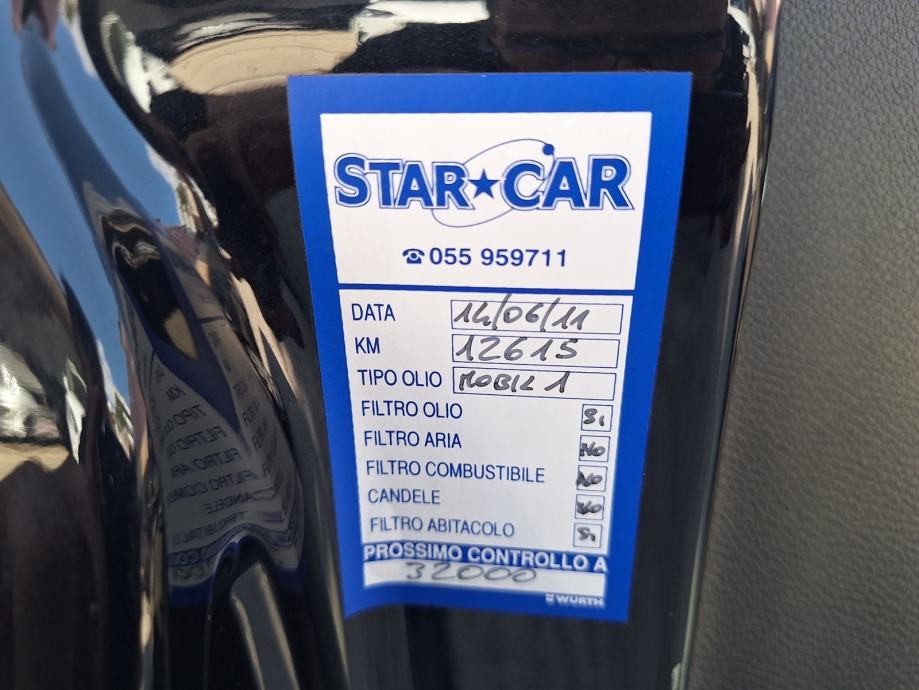 STAR★CAR
☎055 959711
DATA 14/06/11
KM 12615
TIPO OLIO MOBIL 1
FILTRO OLIO Si
FILTRO ARIA No
FILTRO COMBUSTIBILE No
CANDELE No
FILTRO ABITACOLO Si
PROSSIMO CONTROLLO A
32000
WÜRTH